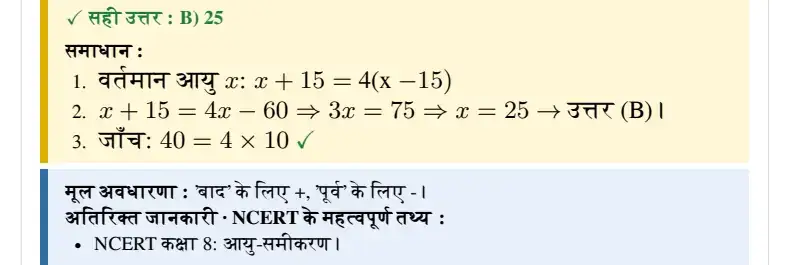 ✓ सही उत्तर : B) 25
समाधान :
1. वर्तमान आयु x: x + 15 = 4(x −15)
2. x + 15 = 4x − 60 ⇒ 3x = 75 ⇒ x = 25 → उत्तर (B)।
3. जाँच: 40 = 4 × 10 ✓
मूल अवधारणा : 'बाद' के लिए +, 'पूर्व' के लिए -।
अतिरिक्त जानकारी · NCERT के महत्वपूर्ण तथ्य :
• NCERT कक्षा 8: आयु-समीकरण।